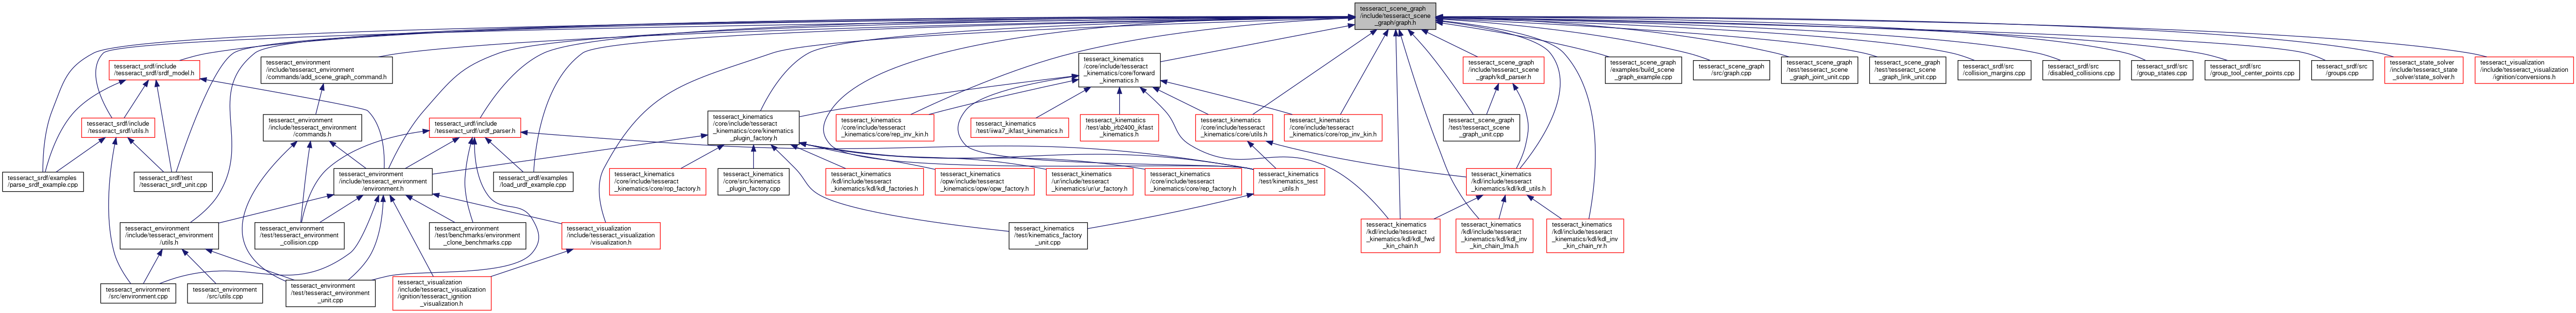 tesseract_scene_graph
/include/tesseract_scene
_graph/graph.h
tesseract_srdf/include
/tesseract_srdf/srdf_model.h
tesseract_environment
/include/tesseract_environment
/commands/add_scene_graph_command.h
tesseract_kinematics
/core/include/tesseract
_kinematics/core/forward
_kinematics.h
tesseract_scene_graph
/include/tesseract_scene
_graph/kdl_parser.h
tesseract_scene_graph
/examples/build_scene
_graph_example.cpp
tesseract_scene_graph
/src/graph.cpp
tesseract_scene_graph
/test/tesseract_scene
_graph_joint_unit.cpp
tesseract_scene_graph
/test/tesseract_scene
_graph_link_unit.cpp
tesseract_srdf/src
/collision_margins.cpp
tesseract_srdf/src
/disabled_collisions.cpp
tesseract_srdf/src
/group_states.cpp
tesseract_srdf/src
/group_tool_center_points.cpp
tesseract_srdf/src
/groups.cpp
tesseract_state_solver
/include/tesseract_state
_solver/state_solver.h
tesseract_visualization
/include/tesseract_visualization
/ignition/conversions.h
tesseract_srdf/include
/tesseract_srdf/utils.h
tesseract_environment
/include/tesseract_environment
/commands.h
tesseract_urdf/include
/tesseract_urdf/urdf_parser.h
tesseract_kinematics
/core/include/tesseract
_kinematics/core/kinematics
_plugin_factory.h
tesseract_kinematics
/core/include/tesseract
_kinematics/core/rep_inv_kin.h
tesseract_kinematics
/test/iiwa7_ikfast_kinematics.h
tesseract_kinematics
/test/abb_irb2400_ikfast
_kinematics.h
tesseract_kinematics
/core/include/tesseract
_kinematics/core/utils.h
tesseract_kinematics
/core/include/tesseract
_kinematics/core/rop_inv_kin.h
tesseract_scene_graph
/test/tesseract_scene
_graph_unit.cpp
tesseract_srdf/examples
/parse_srdf_example.cpp
tesseract_srdf/test
/tesseract_srdf_unit.cpp
tesseract_environment
/include/tesseract_environment
/environment.h
tesseract_urdf/examples
/load_urdf_example.cpp
tesseract_kinematics
/core/include/tesseract
_kinematics/core/rop_factory.h
tesseract_kinematics
/core/src/kinematics
_plugin_factory.cpp
tesseract_kinematics
/kdl/include/tesseract
_kinematics/kdl/kdl_factories.h
tesseract_kinematics
/opw/include/tesseract
_kinematics/opw/opw_factory.h
tesseract_kinematics
/ur/include/tesseract
_kinematics/ur/ur_factory.h
tesseract_kinematics
/core/include/tesseract
_kinematics/core/rep_factory.h
tesseract_kinematics
/test/kinematics_test
_utils.h
tesseract_kinematics
/kdl/include/tesseract
_kinematics/kdl/kdl_utils.h
tesseract_environment
/include/tesseract_environment
/utils.h
tesseract_environment
/test/tesseract_environment
_collision.cpp
tesseract_environment
/test/benchmarks/environment
_clone_benchmarks.cpp
tesseract_visualization
/include/tesseract_visualization
/visualization.h
tesseract_kinematics
/test/kinematics_factory
_unit.cpp
tesseract_kinematics
/kdl/include/tesseract
_kinematics/kdl/kdl_fwd
_kin_chain.h
tesseract_kinematics
/kdl/include/tesseract
_kinematics/kdl/kdl_inv
_kin_chain_lma.h
tesseract_kinematics
/kdl/include/tesseract
_kinematics/kdl/kdl_inv
_kin_chain_nr.h
tesseract_environment
/src/environment.cpp
tesseract_environment
/src/utils.cpp
tesseract_environment
/test/tesseract_environment
_unit.cpp
tesseract_visualization
/include/tesseract_visualization
/ignition/tesseract_ignition
_visualization.h